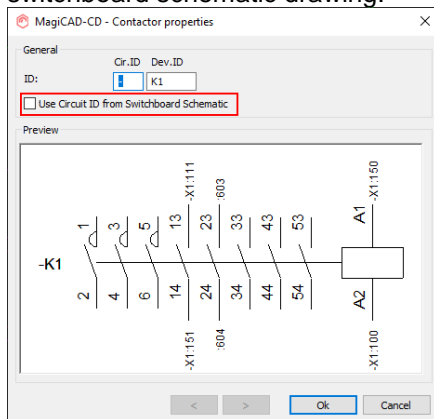 switchboard schematic drawing.
MagiCAD-CD - Contactor properties
General
Cir.ID Dev.ID
ID: - K1
Use Circuit ID from Switchboard Schematic
Preview
-X1:111 :603 -X1:150
1 3 5 13 23 33 43 53 A1
-K1
2 4 6 14 24 34 44 54 A2
-X1:151 :604 -X1:100
< > Ok Cancel